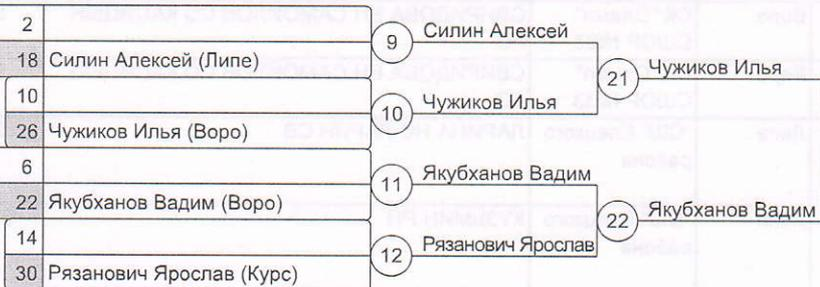 2
18 Силин Алексей (Липе)
9 Силин Алексей
10
26 Чужиков Илья (Воро)
10 Чужиков Илья
21 Чужиков Илья
6
22 Якубханов Вадим (Воро)
11 Якубханов Вадим
14
30 Рязанович Ярослав (Курс)
12 Рязанович Ярослав
22 Якубханов Вадим